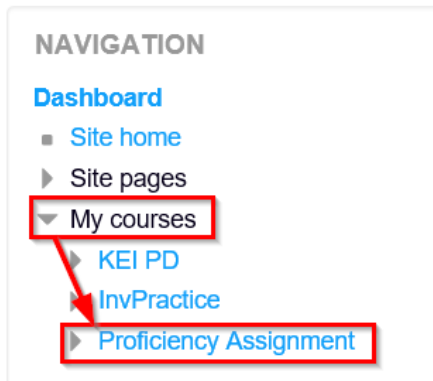 NAVIGATION
Dashboard
Site home
Site pages
My courses
KEI PD
InvPractice
Proficiency Assignment